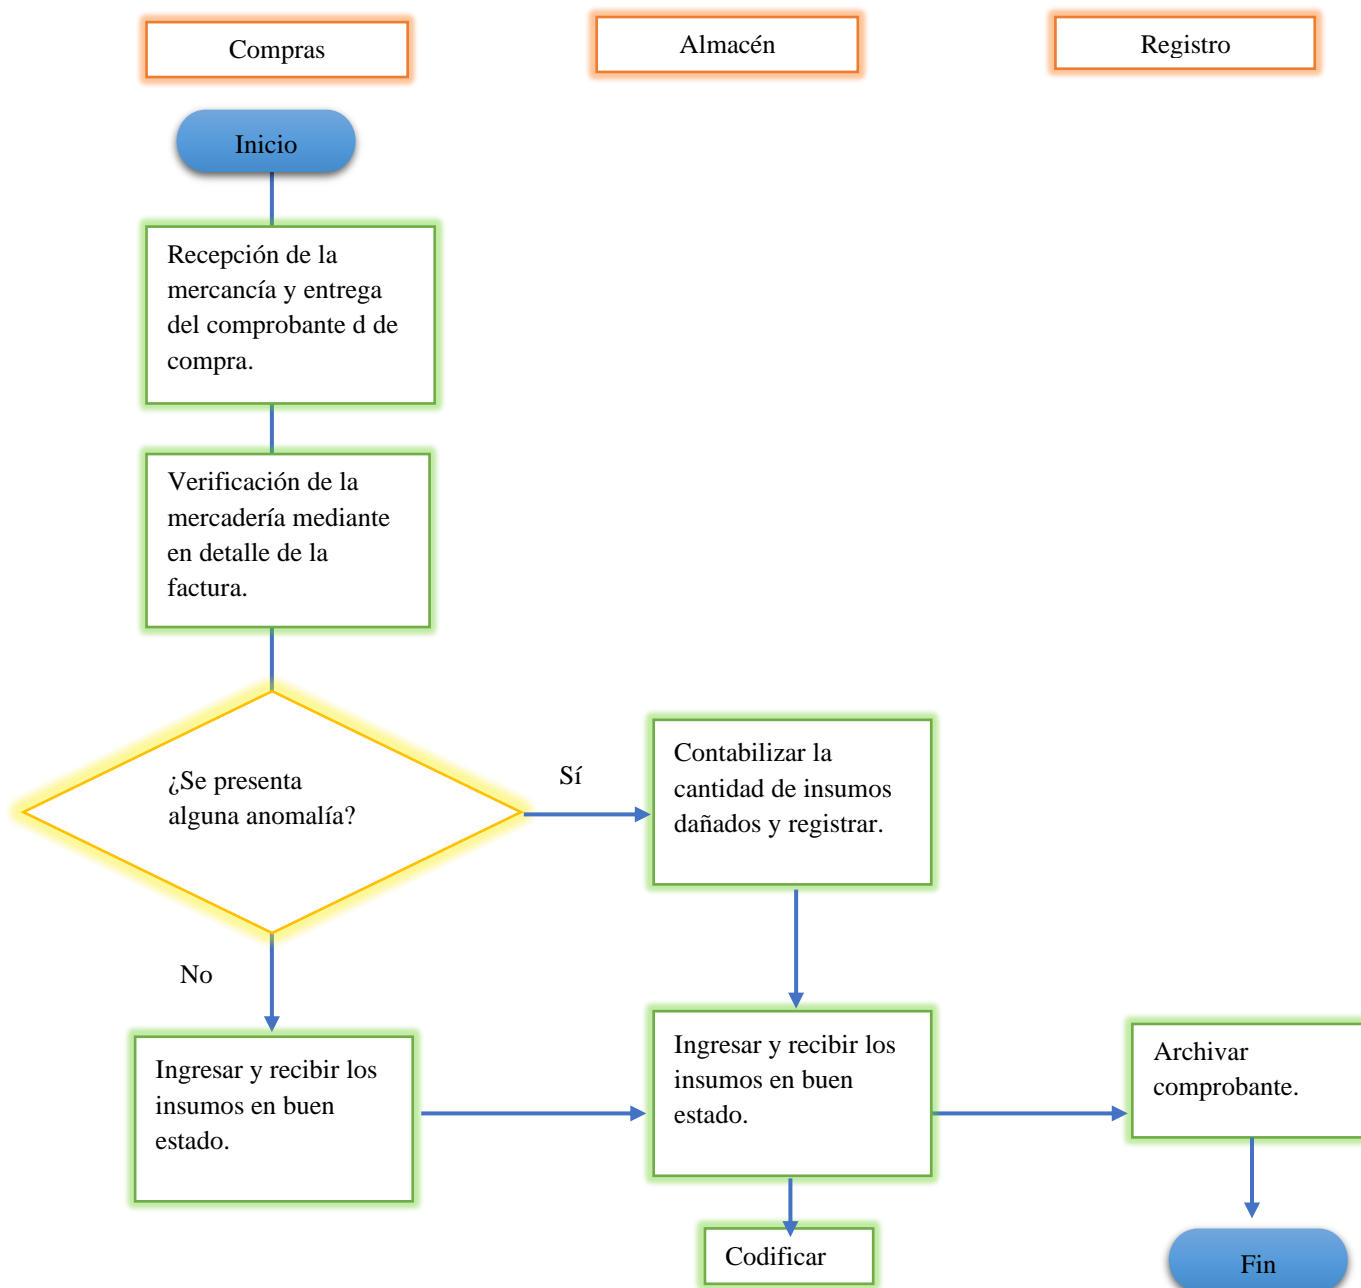 Compras
Almacén
Registro
Inicio
Recepción de la
mercancía y entrega
del comprobante d de
compra.
Verificación de la
mercadería mediante
en detalle de la
factura.
¿Se presenta
alguna anomalía?
Sí
Contabilizar la
cantidad de insumos
dañados y registrar.
No
Ingresar y recibir los
insumos en buen
estado.
Ingresar y recibir los
insumos en buen
estado.
Archivar
comprobante.
Codificar
Fin